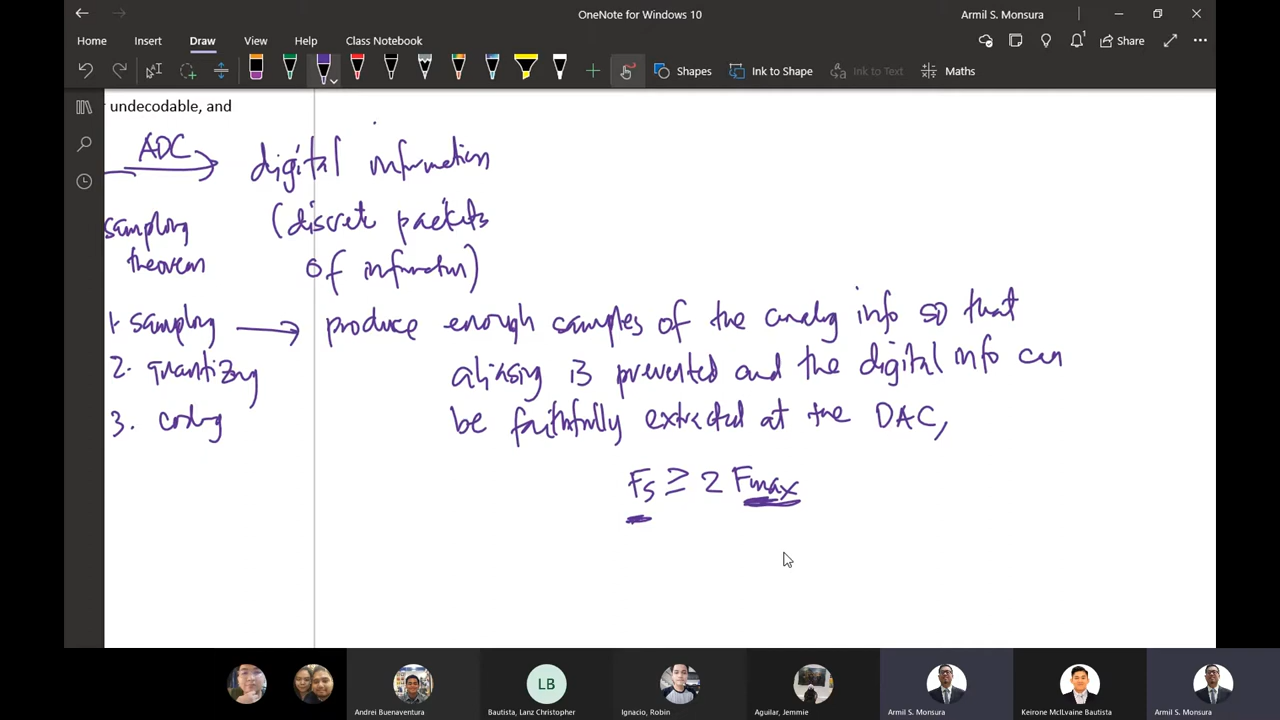 OneNote for Windows 10
Armil S. Monsura
Home Insert Draw View Help Class Notebook
Share
Shapes
Ink to Shape
Ink to Text
Maths
undecodable, and
ADC
digital information
sampling
theorem
(discrete packets
of information)
1. sampling
produce enough samples of the analog info so that
2. quantizing
aliasing is prevented and the digital info can
3. coding
be faithfully extracted at the DAC,
Fs ≥ 2 Fmax
LB
Andrei Buenaventura
Bautista, Lanz Christopher
Ignacio, Robin
Aguilar, Jemmie
Armil S. Monsura
Keirone McIlvaine Bautista
Armil S. Monsura